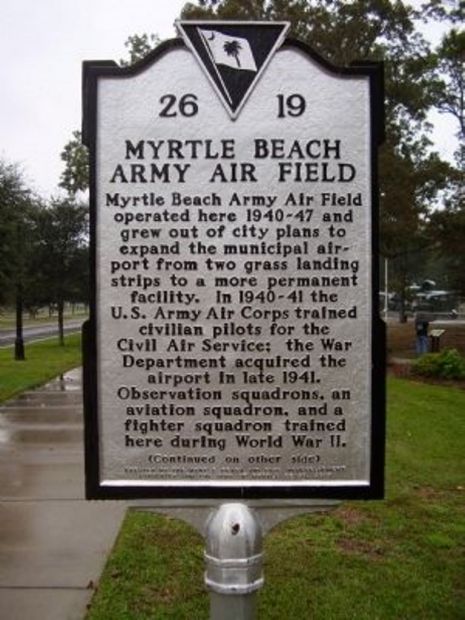 26 19
MYRTLE BEACH
ARMY AIR FIELD
Myrtle Beach Army Air Field
operated here 1940-47 and
grew out of city plans to
expand the municipal air-
port from two grass landing
strips to a more permanent
facility. In 1940-41 the
U.S. Army Air Corps trained
civilian pilots for the
Civil Air Service; the War
Department acquired the
airport in late 1941.
Observation squadrons, an
aviation squadron, and a
fighter squadron trained
here during World War II.
(Continued on other side)